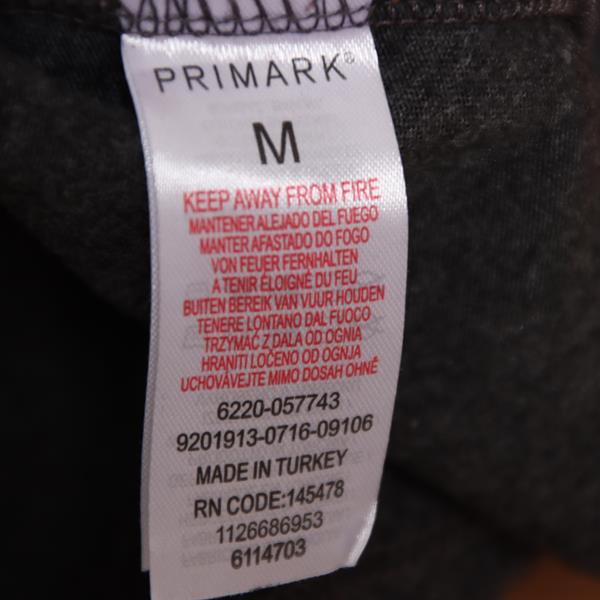 PRIMARK®
M
KEEP AWAY FROM FIRE
MANTENER ALEJADO DEL FUEGO
MANTER AFASTADO DO FOGO
VON FEUER FERNHALTEN
A TENIR ÉLOIGNÉ DU FEU
BUITEN BEREIK VAN VUUR HOUDEN
TENERE LONTANO DAL FUOCO
TRZYMAĆ Z DALA OD OGNIA
HRANITI LOČENO OD OGNJA
UCHOVÁVEJTE MIMO DOSAH OHNĚ
6220-057743
9201913-0716-09106
MADE IN TURKEY
RN CODE:145478
1126686953
6114703